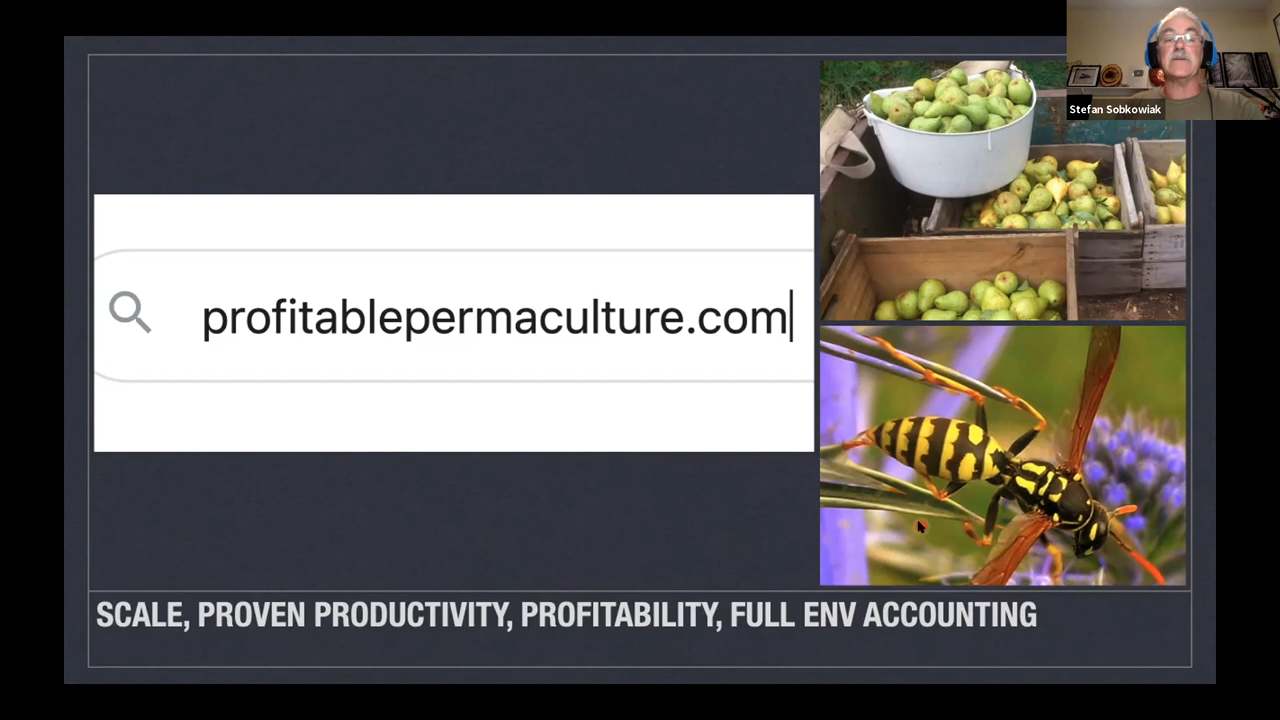 Stefan Sobkowiak
profitablepermaculture.com
SCALE, PROVEN PRODUCTIVITY, PROFITABILITY, FULL ENV ACCOUNTING